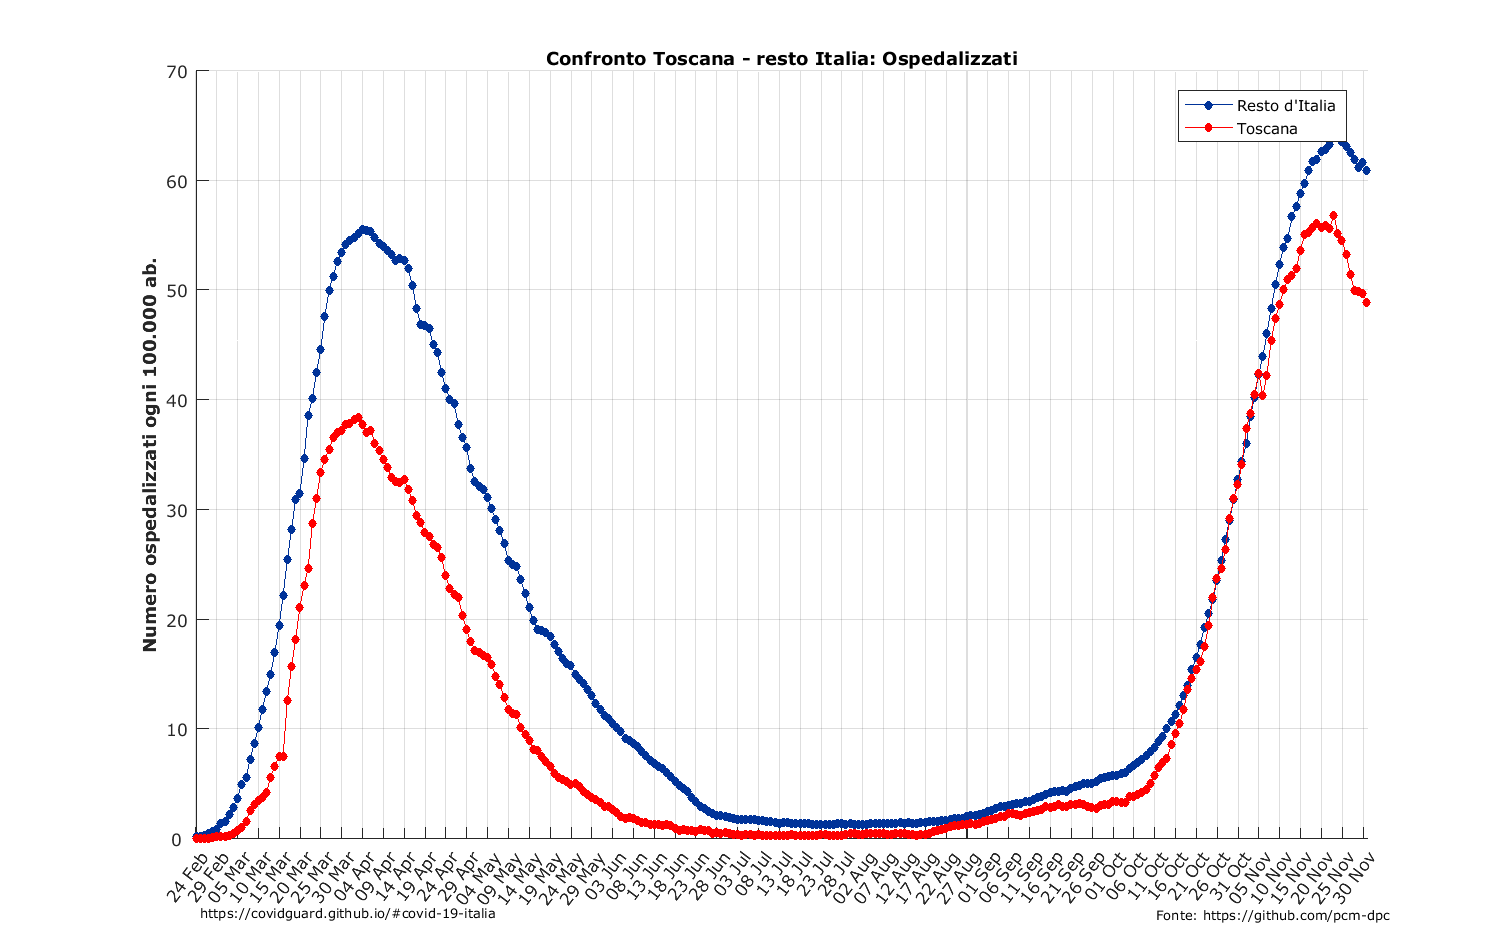 Confronto Toscana - resto Italia: Ospedalizzati
Resto d'Italia
Toscana
Numero ospedalizzati ogni 100.000 ab.
70
60
50
40
30
20
10
0
24 Feb
29 Feb
05 Mar
10 Mar
15 Mar
20 Mar
25 Mar
30 Mar
04 Apr
09 Apr
14 Apr
19 Apr
24 Apr
29 Apr
04 May
09 May
14 May
19 May
24 May
29 May
03 Jun
08 Jun
13 Jun
18 Jun
23 Jun
28 Jun
03 Jul
08 Jul
13 Jul
18 Jul
23 Jul
28 Jul
02 Aug
07 Aug
12 Aug
17 Aug
22 Aug
27 Aug
01 Sep
06 Sep
11 Sep
16 Sep
21 Sep
26 Sep
01 Oct
06 Oct
11 Oct
16 Oct
21 Oct
26 Oct
31 Oct
05 Nov
10 Nov
15 Nov
20 Nov
25 Nov
30 Nov
https://covidguard.github.io/#covid-19-italia
Fonte: https://github.com/pcm-dpc